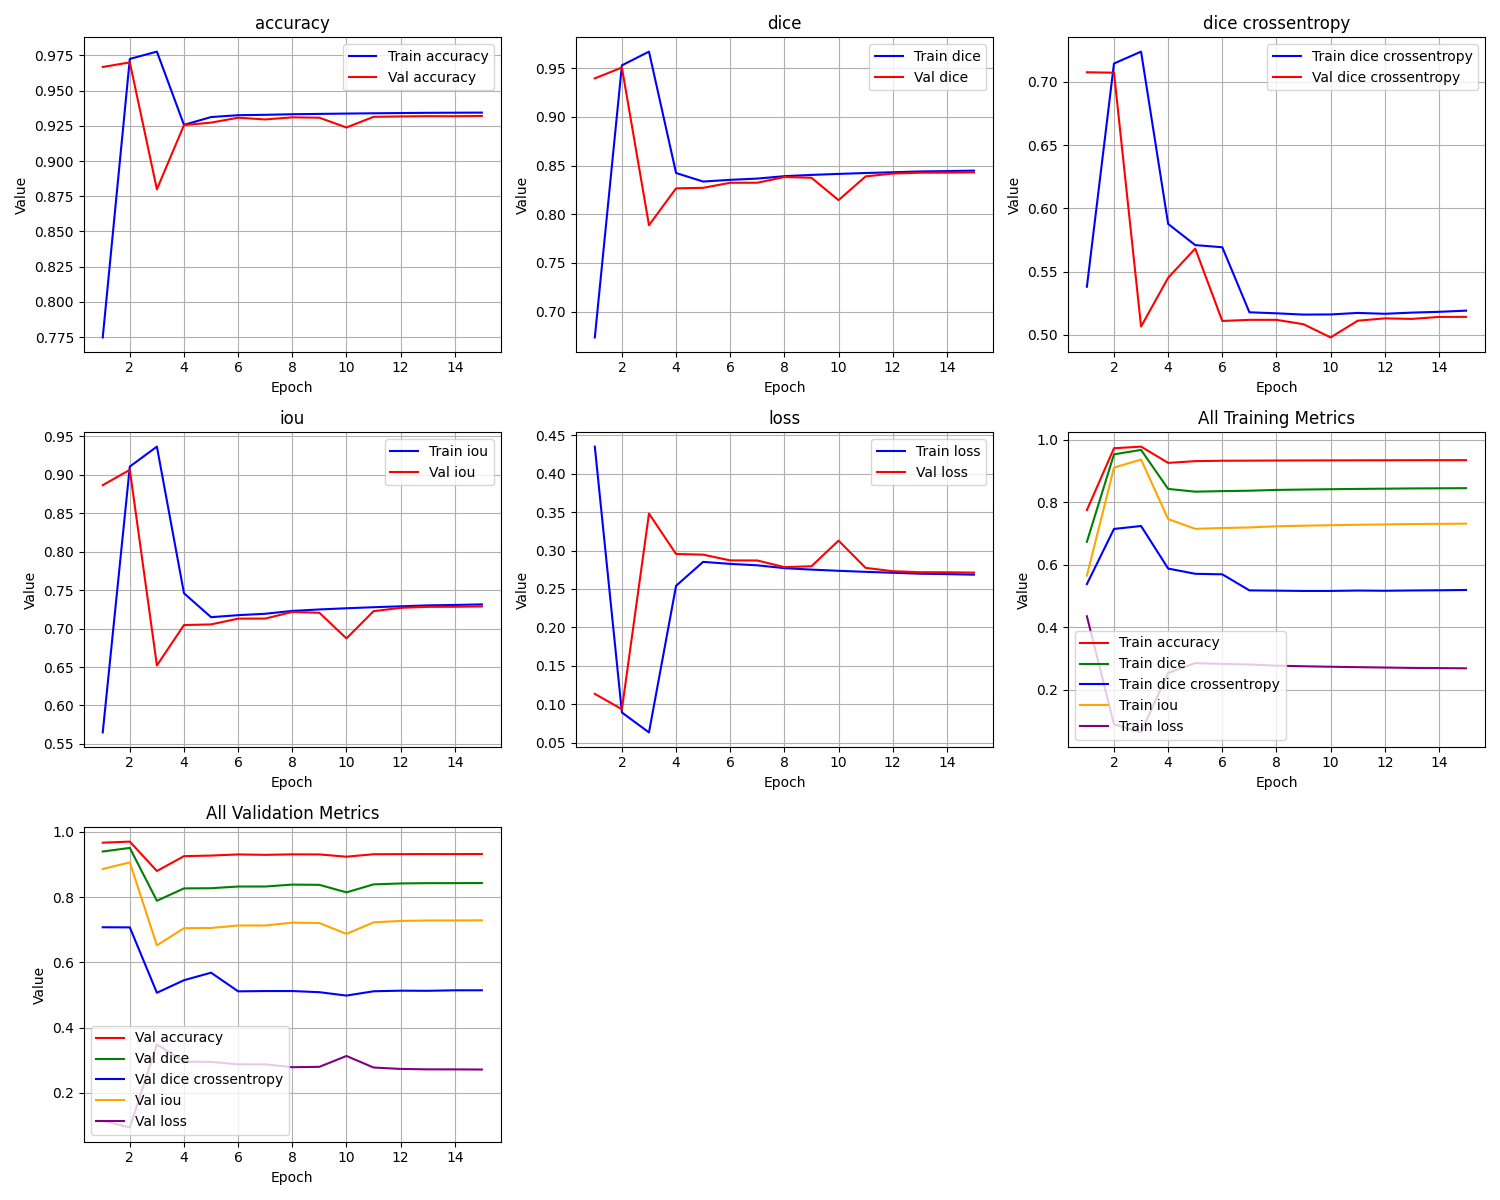 accuracy
0.975
0.950
0.925
0.900
0.875
0.850
0.825
0.800
0.775
Value
2 4 6 8 10 12 14
Epoch
Train accuracy
Val accuracy
dice
0.95
0.90
0.85
0.80
0.75
0.70
Value
2 4 6 8 10 12 14
Epoch
Train dice
Val dice
dice crossentropy
0.70
0.65
0.60
0.55
0.50
Value
2 4 6 8 10 12 14
Epoch
Train dice crossentropy
Val dice crossentropy
iou
0.95
0.90
0.85
0.80
0.75
0.70
0.65
0.60
0.55
Value
2 4 6 8 10 12 14
Epoch
Train iou
Val iou
loss
0.45
0.40
0.35
0.30
0.25
0.20
0.15
0.10
0.05
Value
2 4 6 8 10 12 14
Epoch
Train loss
Val loss
All Training Metrics
1.0
0.8
0.6
0.4
0.2
Value
2 4 6 8 10 12 14
Epoch
Train accuracy
Train dice
Train dice crossentropy
Train iou
Train loss
All Validation Metrics
1.0
0.8
0.6
0.4
0.2
Value
2 4 6 8 10 12 14
Epoch
Val accuracy
Val dice
Val dice crossentropy
Val iou
Val loss